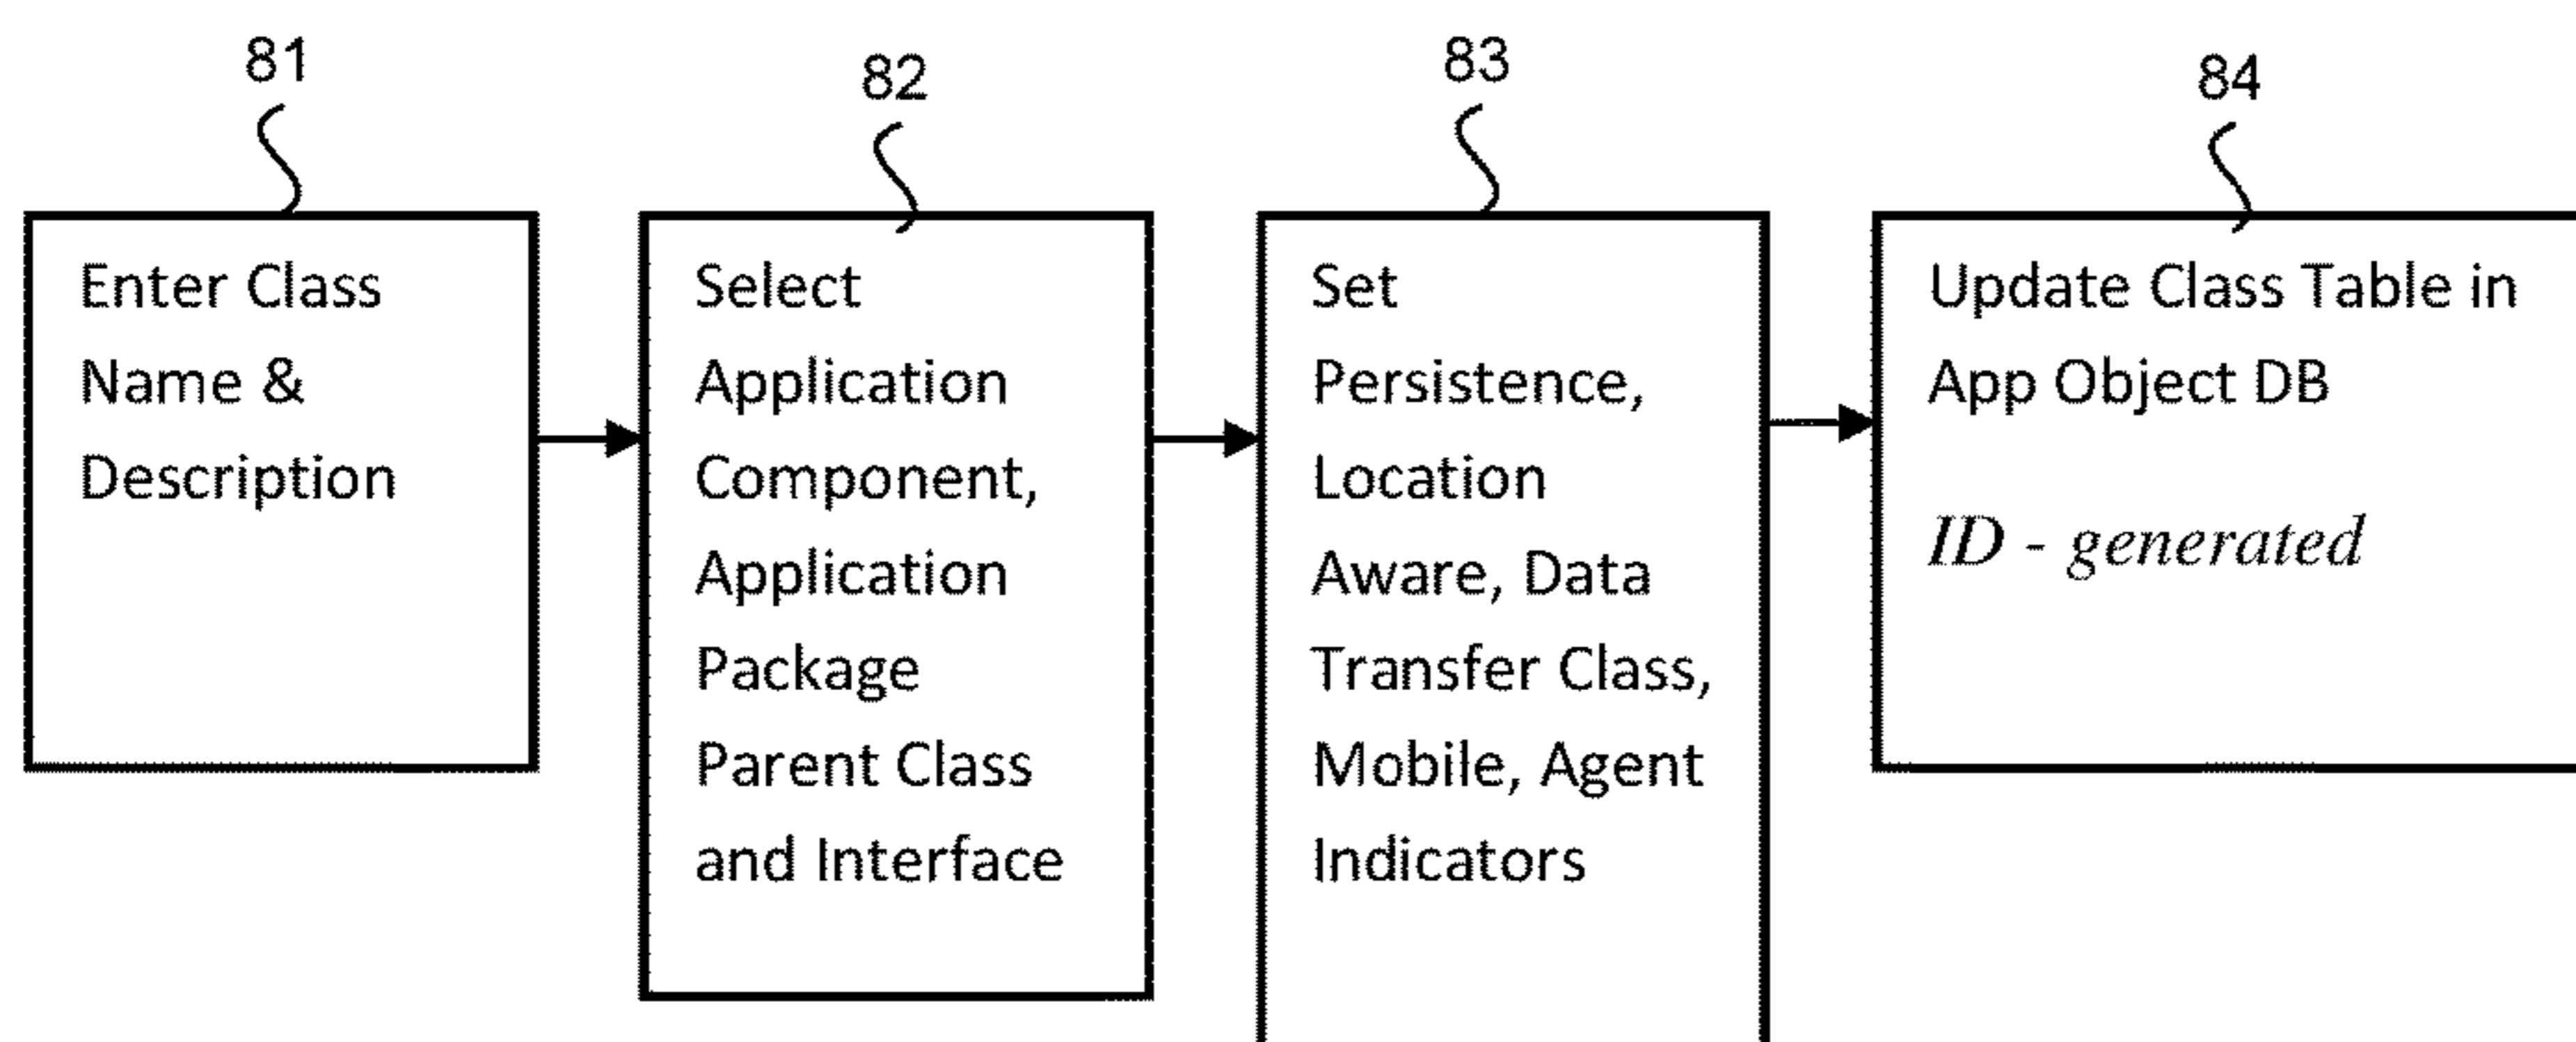 81
Enter Class
Name &
Description
82
Select
Application
Component,
Application
Package
Parent Class
and Interface
83
Set
Persistence,
Location
Aware, Data
Transfer Class,
Mobile, Agent
Indicators
84
Update Class Table in
App Object DB
ID - generated